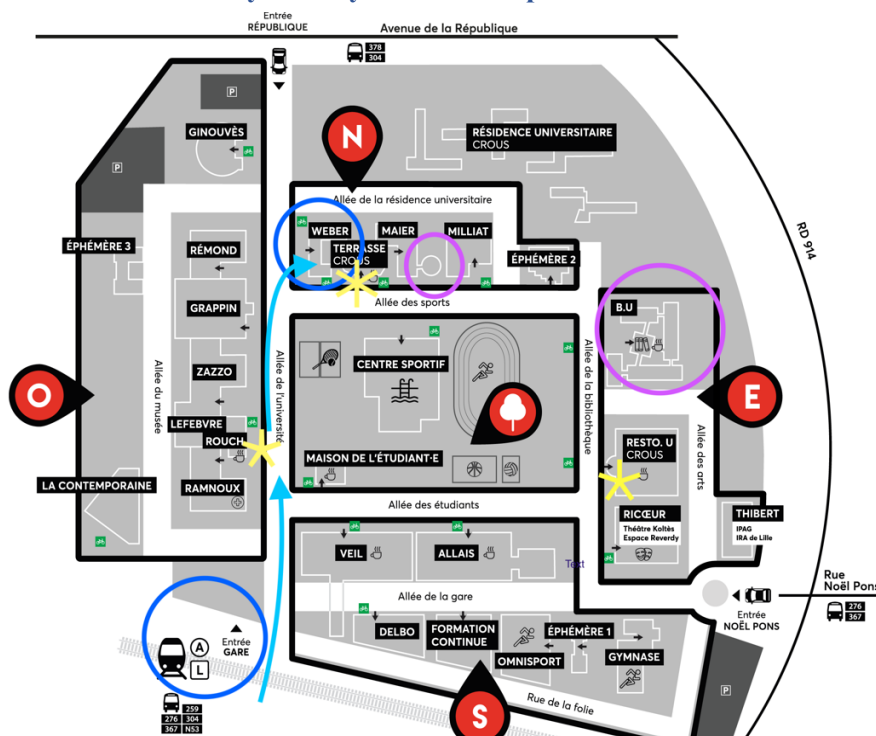 Entrée
RÉPUBLIQUE
Avenue de la République
378
304
P
GINOUVÈS
P
N
RÉSIDENCE UNIVERSITAIRE
CROUS
Allée de la résidence universitaire
WEBER
MAIER
MILLIAT
TERRASSE
CROUS
ÉPHÉMÈRE 3
RÉMOND
ÉPHÉMÈRE 2
RD 914
Allée des sports
GRAPPIN
B.U
ZAZZO
CENTRE SPORTIF
Allée du musée
Allée de l'université
Allée de la bibliothèque
O
E
LEFEBVRE
ROUCH
Allée des arts
RESTO. U
CROUS
MAISON DE L'ÉTUDIANT·E
LA CONTEMPORAINE
RAMNOUX
Allée des étudiants
RICŒUR
Théâtre Koltès
Espace Reverdy
THIBERT
IPAG
IRA de Lille
VEIL
ALLAIS
Text
Rue
Noël Pons
Allée de la gare
276
367
Entrée
NOËL PONS
DELBO
FORMATION
CONTINUE
ÉPHÉMÈRE 1
OMNISPORT
GYMNASE
A
L
Entrée
GARE
P
Rue de la folie
S
259
276 304
367 N53